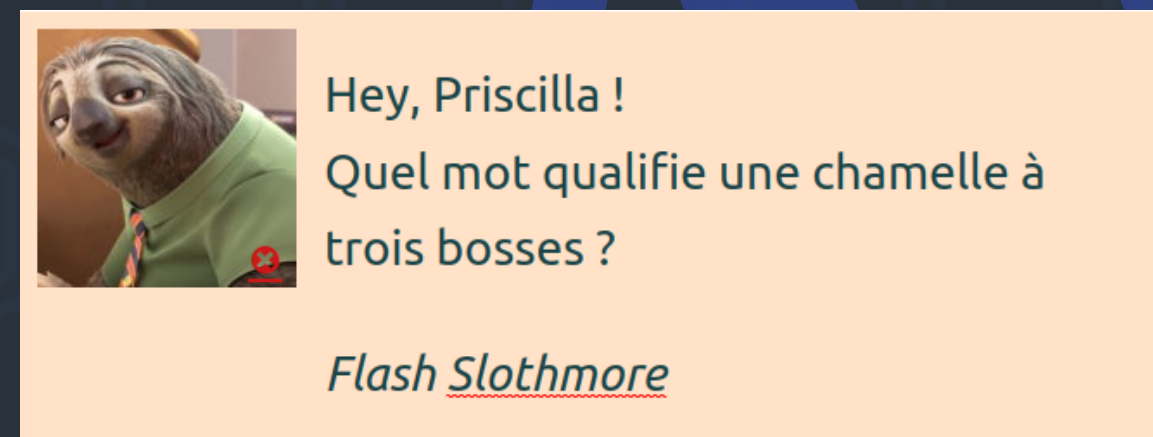 Hey, Priscilla !
Quel mot qualifie une chamelle à
trois bosses ?
Flash Slothmore